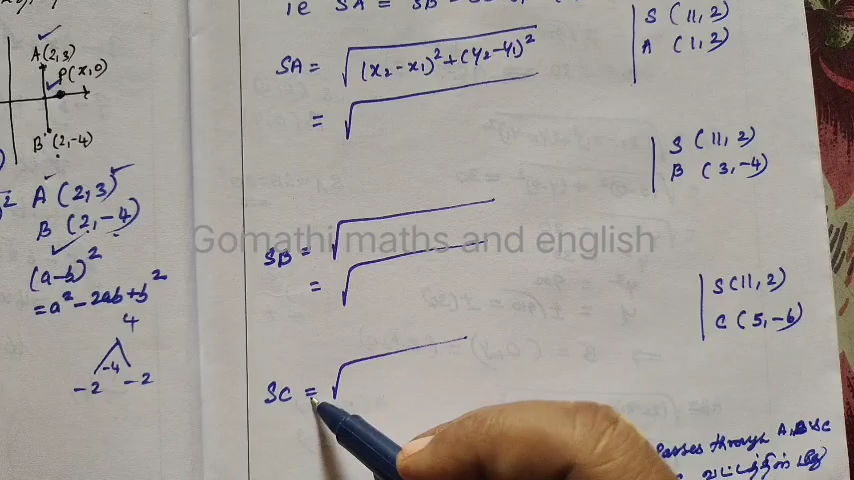 ie SA = SB
SA = √(x₂-x₁)²+(y₂-y₁)²
= √
S (11, 2)
A (1, 2)
SB = √
= √
S (11, 2)
B (3, -4)
SC = √
S (11, 2)
C (5, -6)
passes through A, B & C
A (2, 3)
P (x, 0)
B (2, -4)
A (2, 3)
B (2, -4)
(a-b)²
= a² - 2ab + b²
4
-4
-2 -2
Gomathi maths and english